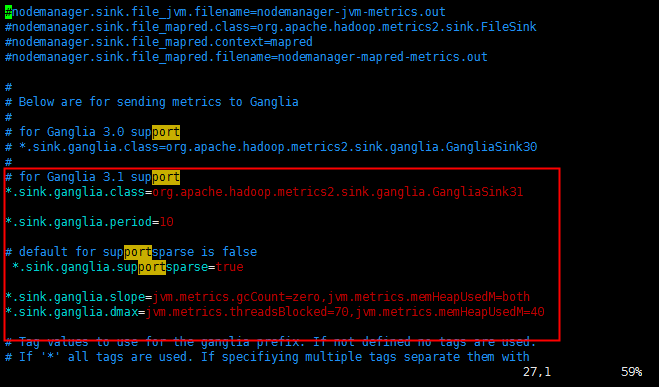 #nodemanager.sink.file_jvm.filename=nodemanager-jvm-metrics.out
#nodemanager.sink.file_mapred.class=org.apache.hadoop.metrics2.sink.FileSink
#nodemanager.sink.file_mapred.context=mapred
#nodemanager.sink.file_mapred.filename=nodemanager-mapred-metrics.out
#
# Below are for sending metrics to Ganglia
#
# for Ganglia 3.0 support
# *.sink.ganglia.class=org.apache.hadoop.metrics2.sink.ganglia.GangliaSink30
#
# for Ganglia 3.1 support
*.sink.ganglia.class=org.apache.hadoop.metrics2.sink.ganglia.GangliaSink31
*.sink.ganglia.period=10
# default for supportsparse is false
*.sink.ganglia.supportsparse=true
*.sink.ganglia.slope=jvm.metrics.gcCount=zero,jvm.metrics.memHeapUsedM=both
*.sink.ganglia.dmax=jvm.metrics.threadsBlocked=70,jvm.metrics.memHeapUsedM=40
# Tag values to use for the ganglia prefix. If not defined no tags are used.
# If '*' all tags are used. If specifiying multiple tags separate them with
27,1 59%